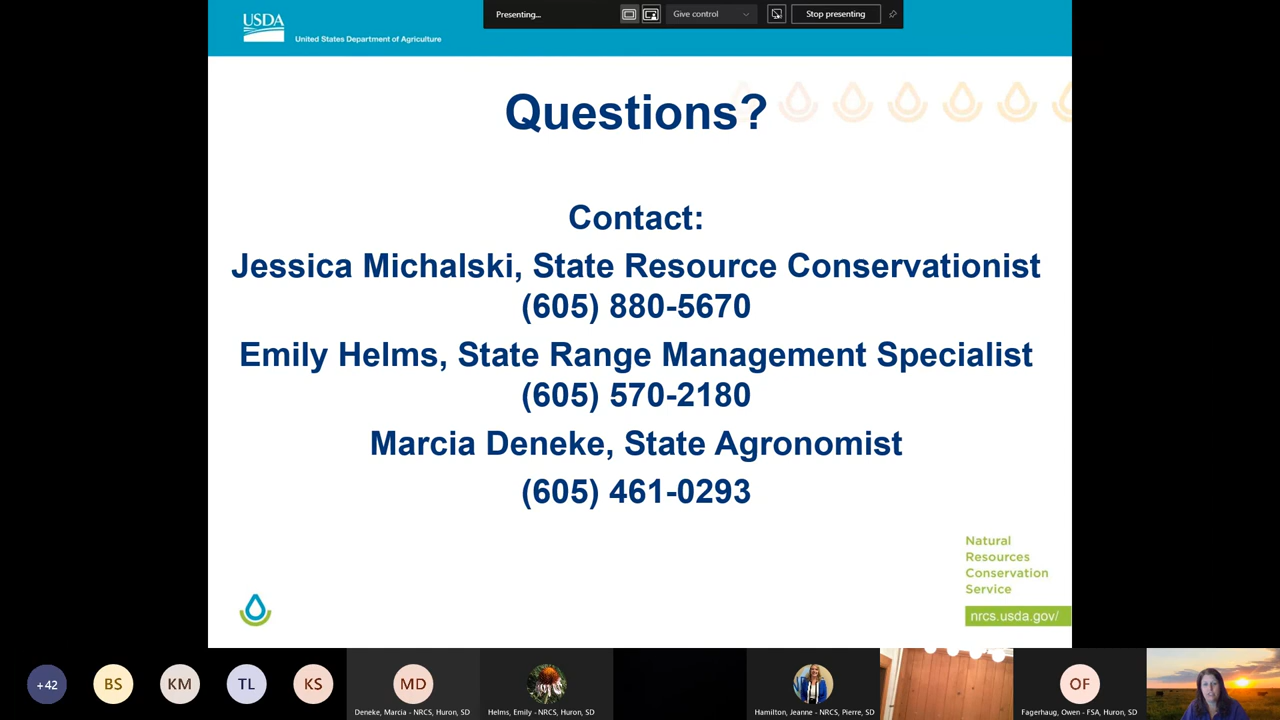 Presenting...
Give control
Stop presenting
USDA
United States Department of Agriculture
Questions?
Contact:
Jessica Michalski, State Resource Conservationist
(605) 880-5670
Emily Helms, State Range Management Specialist
(605) 570-2180
Marcia Deneke, State Agronomist
(605) 461-0293
Natural
Resources
Conservation
Service
nrcs.usda.gov/
+42
BS
KM
TL
KS
MD
Deneke, Marcia - NRCS, Huron, SD
Helms, Emily - NRCS, Huron, SD
Hamilton, Jeanne - NRCS, Pierre, SD
OF
Fagerhaug, Owen - FSA, Huron, SD